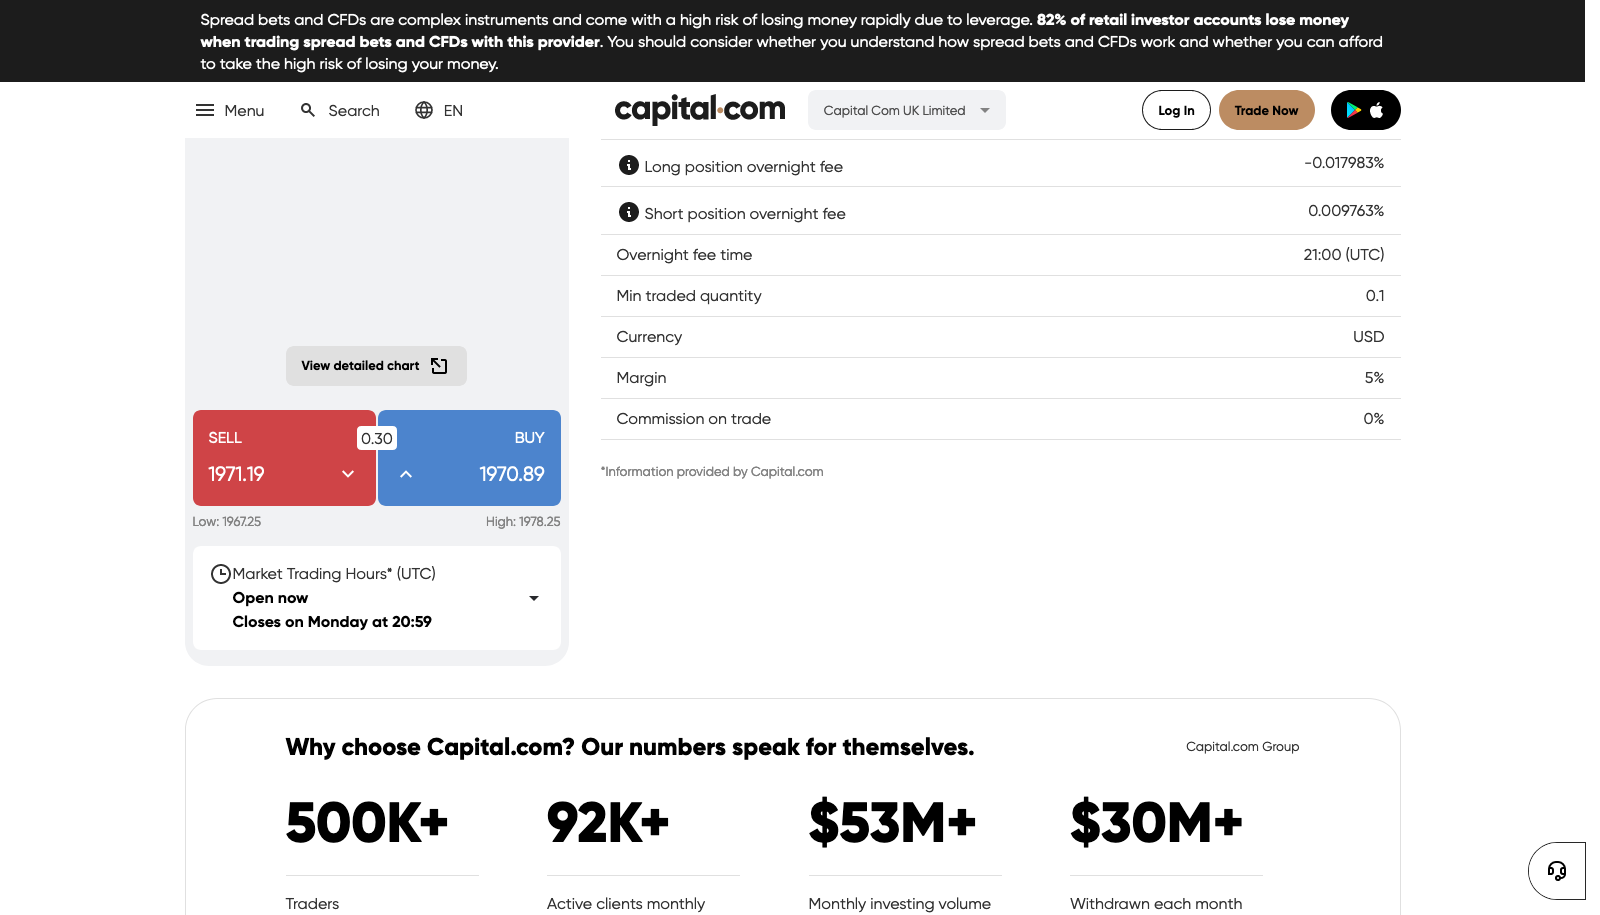 Spread bets and CFDs are complex instruments and come with a high risk of losing money rapidly due to leverage. 82% of retail investor accounts lose money
when trading spread bets and CFDs with this provider. You should consider whether you understand how spread bets and CFDs work and whether you can afford
to take the high risk of losing your money.
Menu Search EN capital.com Capital Com UK Limited Log In Trade Now
Long position overnight fee -0.017983%
Short position overnight fee 0.009763%
Overnight fee time 21:00 (UTC)
Min traded quantity 0.1
Currency USD
Margin 5%
Commission on trade 0%
*Information provided by Capital.com
View detailed chart
SELL 0.30 BUY
1971.19 1970.89
Low: 1967.25 High: 1978.25
Market Trading Hours* (UTC)
Open now
Closes on Monday at 20:59
Why choose Capital.com? Our numbers speak for themselves. Capital.com Group
500K+ 92K+ $53M+ $30M+
Traders Active clients monthly Monthly investing volume Withdrawn each month